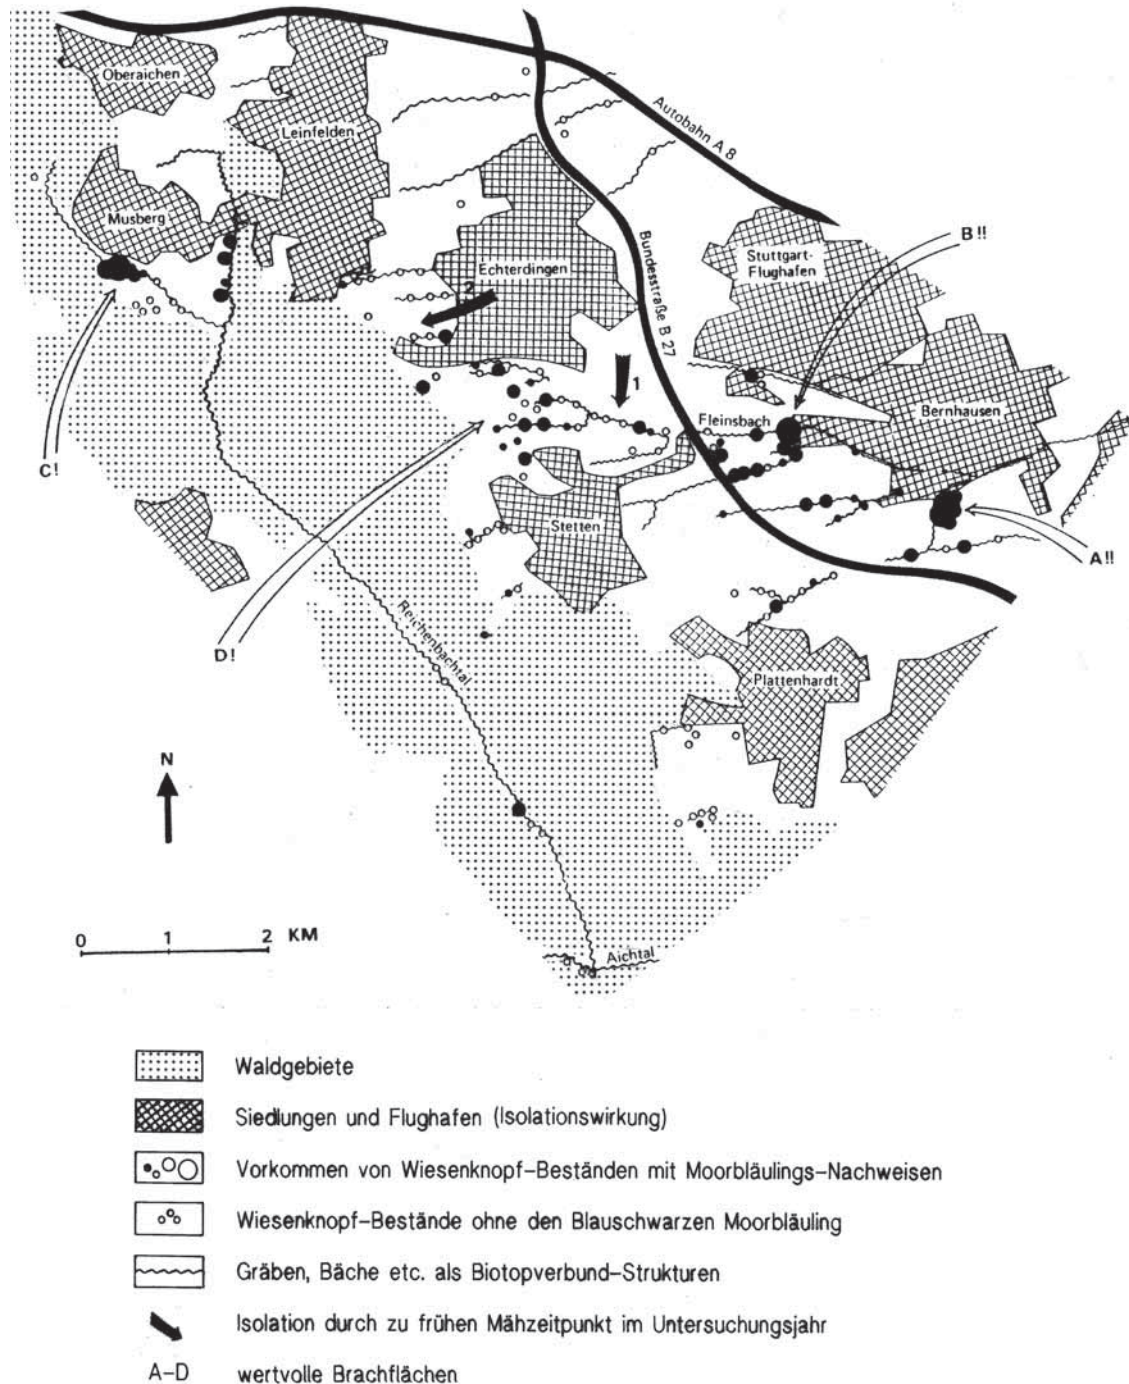 Oberaichen
Leinfelden
Autobahn A 8
Musberg
B!!
Stuttgart-
Flughafen
Echterdingen
2
Bundesstraße B 27
1
Fleinsbach
Bernhausen
C!
Stetten
A!!
D!
Reichenbachtal
Plattenhardt
N
0 1 2 KM
Aichtal
Waldgebiete
Siedlungen und Flughafen (Isolationswirkung)
Vorkommen von Wiesenknopf-Beständen mit Moorbläulings-Nachweisen
Wiesenknopf-Bestände ohne den Blauschwarzen Moorbläuling
Gräben, Bäche etc. als Biotopverbund-Strukturen
Isolation durch zu frühen Mähzeitpunkt im Untersuchungsjahr
A-D wertvolle Brachflächen